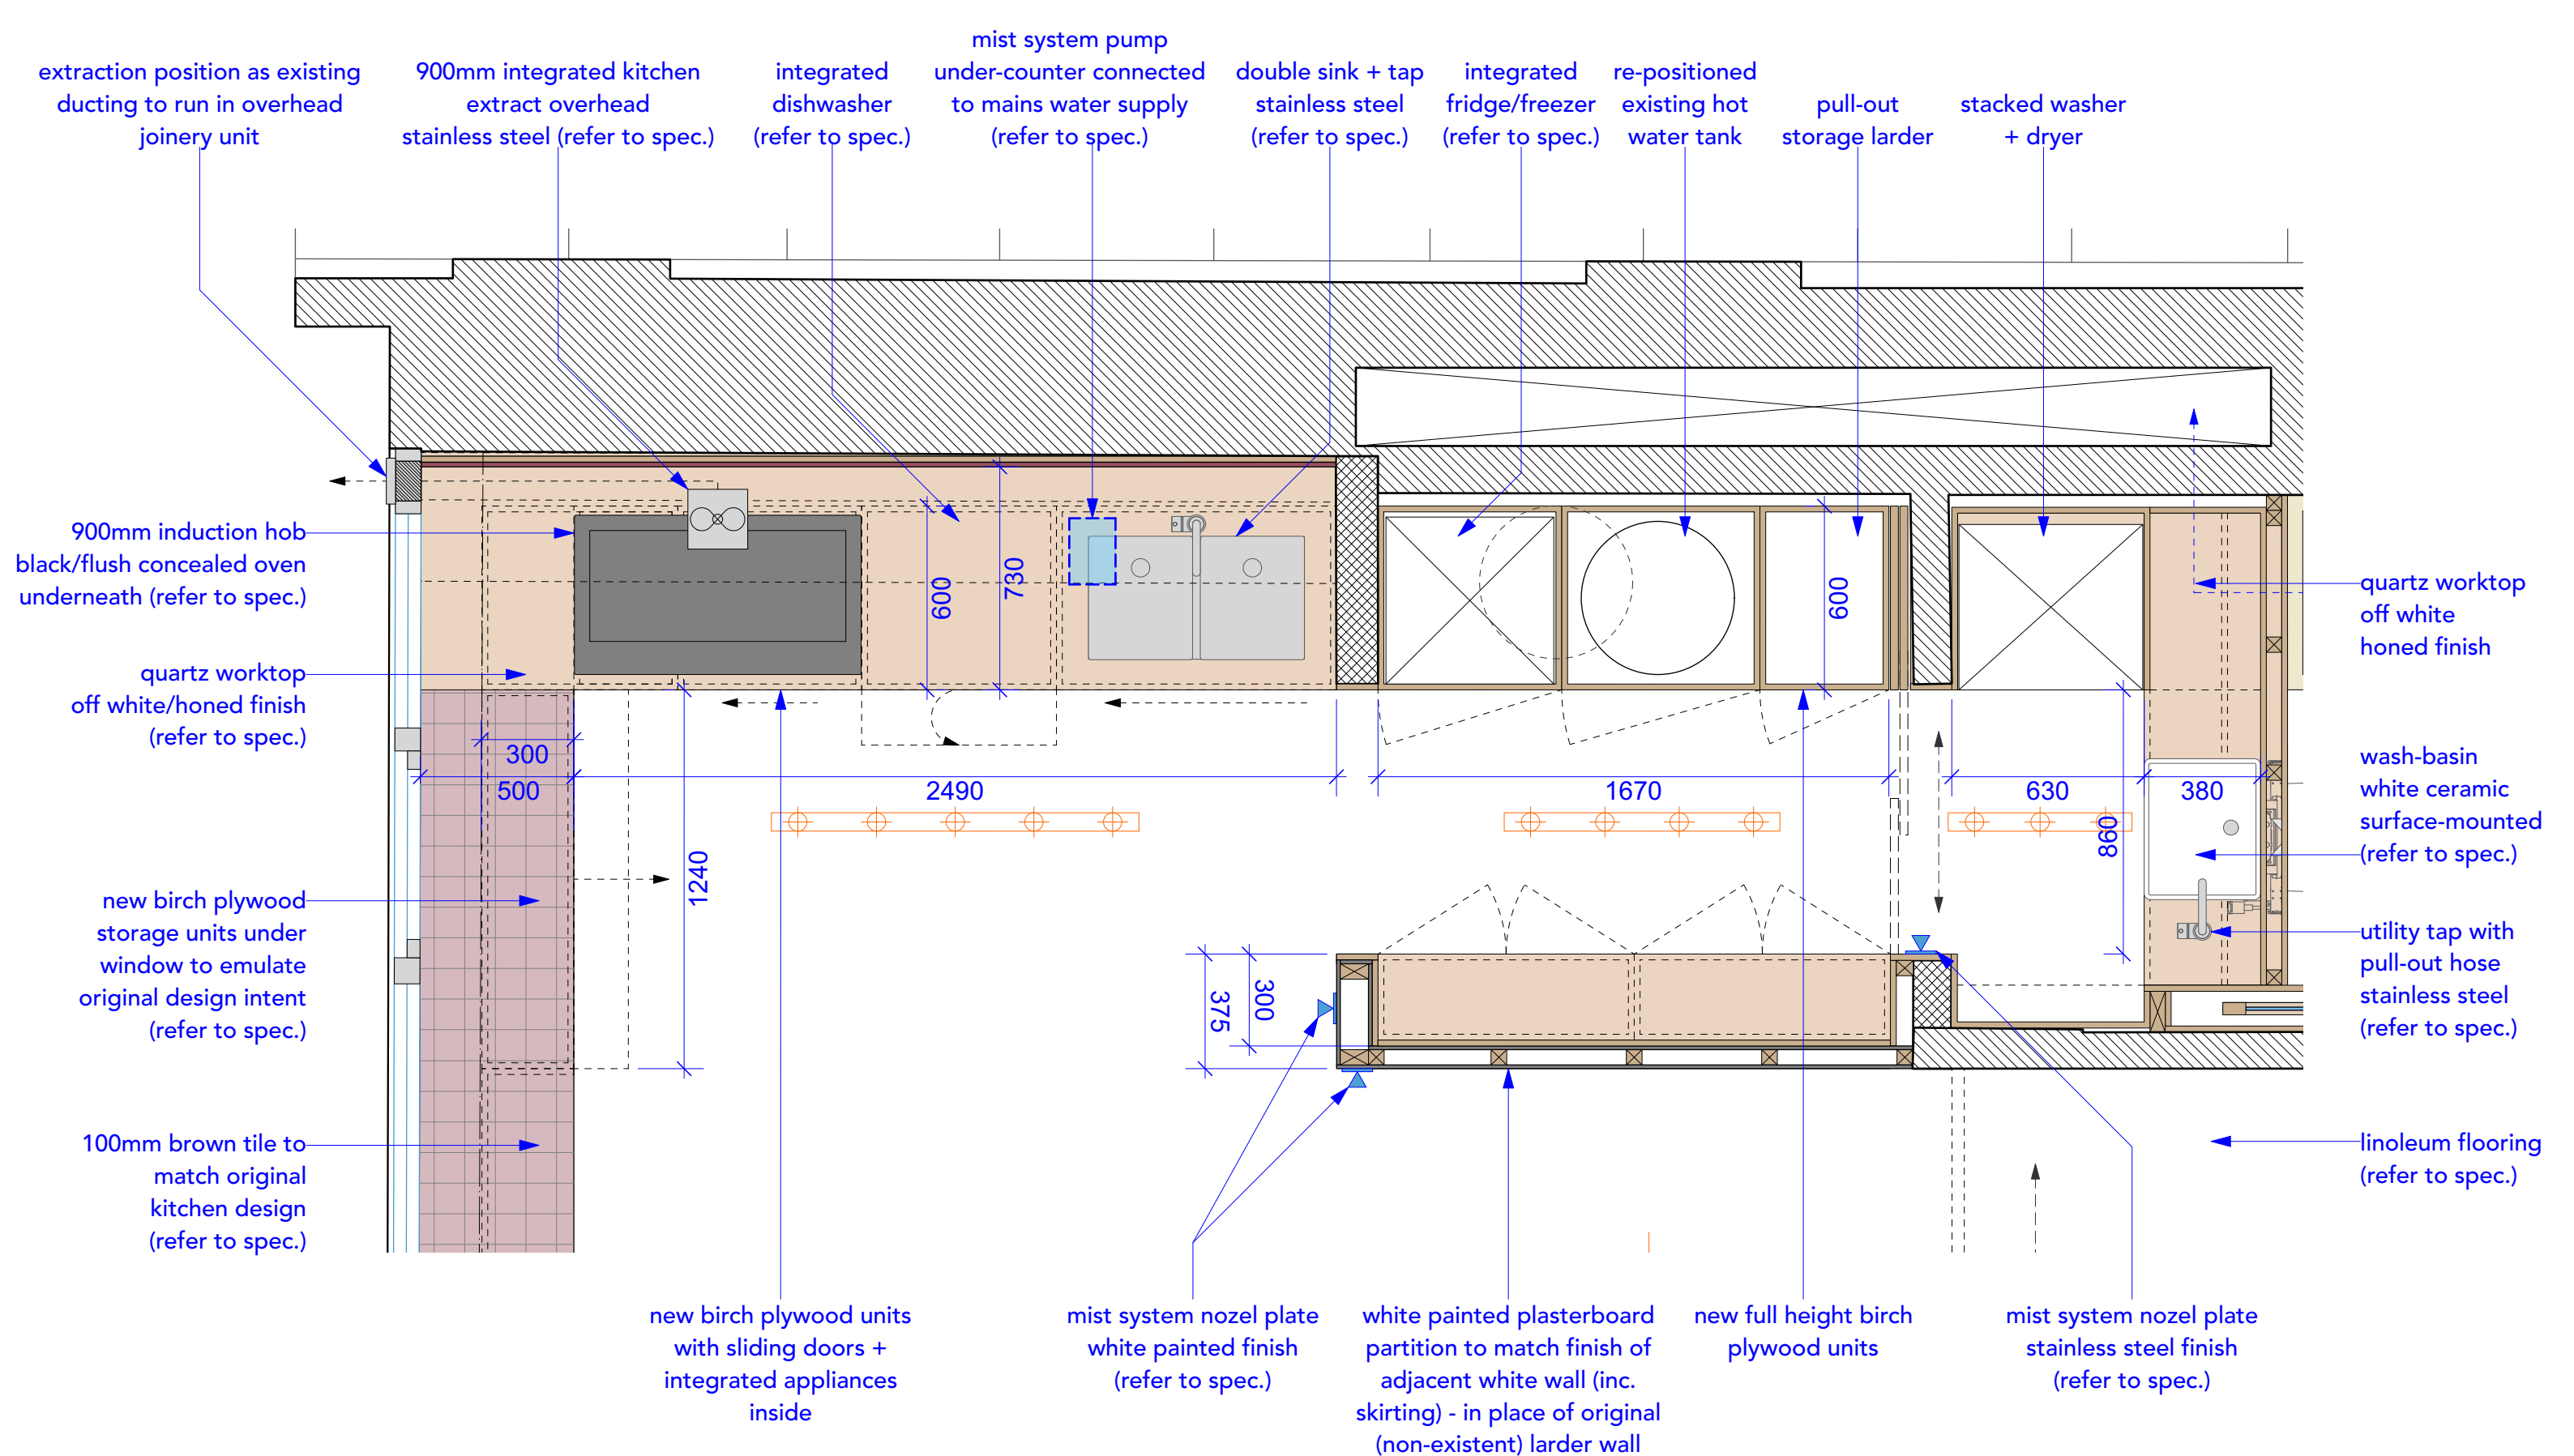 extraction position as existing
ducting to run in overhead
joinery unit
900mm integrated kitchen
extract overhead
stainless steel (refer to spec.)
integrated
dishwasher
(refer to spec.)
mist system pump
under-counter connected
to mains water supply
(refer to spec.)
double sink + tap
stainless steel
(refer to spec.)
integrated
fridge/freezer
(refer to spec.)
re-positioned
existing hot
water tank
pull-out
storage larder
stacked washer
+ dryer
900mm induction hob
black/flush concealed oven
underneath (refer to spec.)
quartz worktop
off white/honed finish
(refer to spec.)
new birch plywood
storage units under
window to emulate
original design intent
(refer to spec.)
100mm brown tile to
match original
kitchen design
(refer to spec.)
600
730
600
300
500
2490
1670
630
380
860
1240
375
300
quartz worktop
off white
honed finish
wash-basin
white ceramic
surface-mounted
(refer to spec.)
utility tap with
pull-out hose
stainless steel
(refer to spec.)
linoleum flooring
(refer to spec.)
new birch plywood units
with sliding doors +
integrated appliances
inside
mist system nozel plate
white painted finish
(refer to spec.)
white painted plasterboard
partition to match finish of
adjacent white wall (inc.
skirting) - in place of original
(non-existent) larder wall
new full height birch
plywood units
mist system nozel plate
stainless steel finish
(refer to spec.)